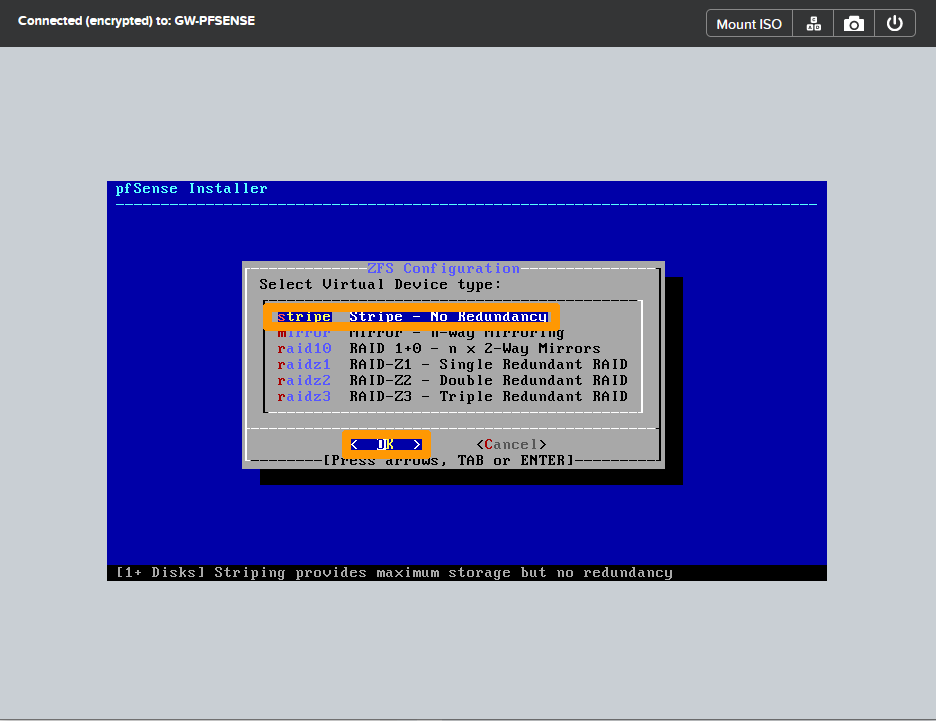 Connected (encrypted) to: GW-PFSENSE
Mount ISO
pfSense Installer
ZFS Configuration
Select Virtual Device type:
stripe Stripe - No Redundancy
mirror Mirror - n-Way Mirroring
raid10 RAID 1+0 - n x 2-Way Mirrors
raidz1 RAID-Z1 - Single Redundant RAID
raidz2 RAID-Z2 - Double Redundant RAID
raidz3 RAID-Z3 - Triple Redundant RAID
< OK > <Cancel>
[Press arrows, TAB or ENTER]
[1+ Disks] Striping provides maximum storage but no redundancy